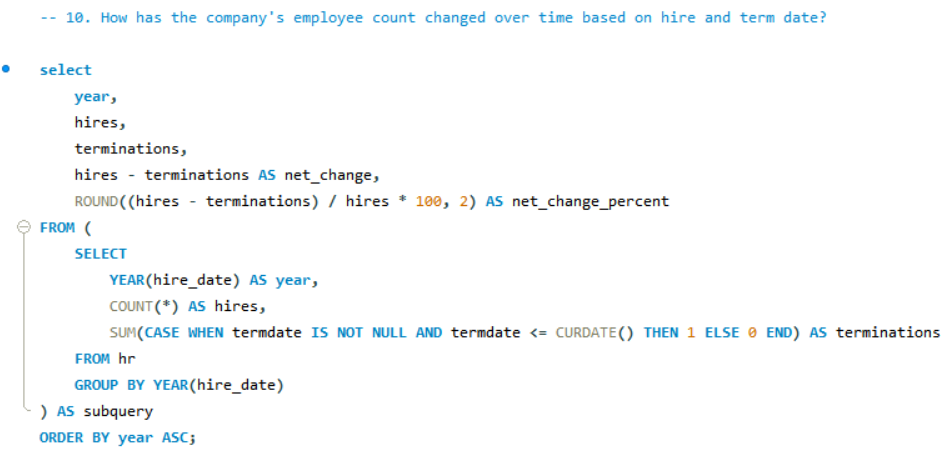 -- 10. How has the company's employee count changed over time based on hire and term date?
select
year,
hires,
terminations,
hires - terminations AS net_change,
ROUND((hires - terminations) / hires * 100, 2) AS net_change_percent
FROM (
SELECT
YEAR(hire_date) AS year,
COUNT(*) AS hires,
SUM(CASE WHEN termdate IS NOT NULL AND termdate <= CURDATE() THEN 1 ELSE 0 END) AS terminations
FROM hr
GROUP BY YEAR(hire_date)
) AS subquery
ORDER BY year ASC;